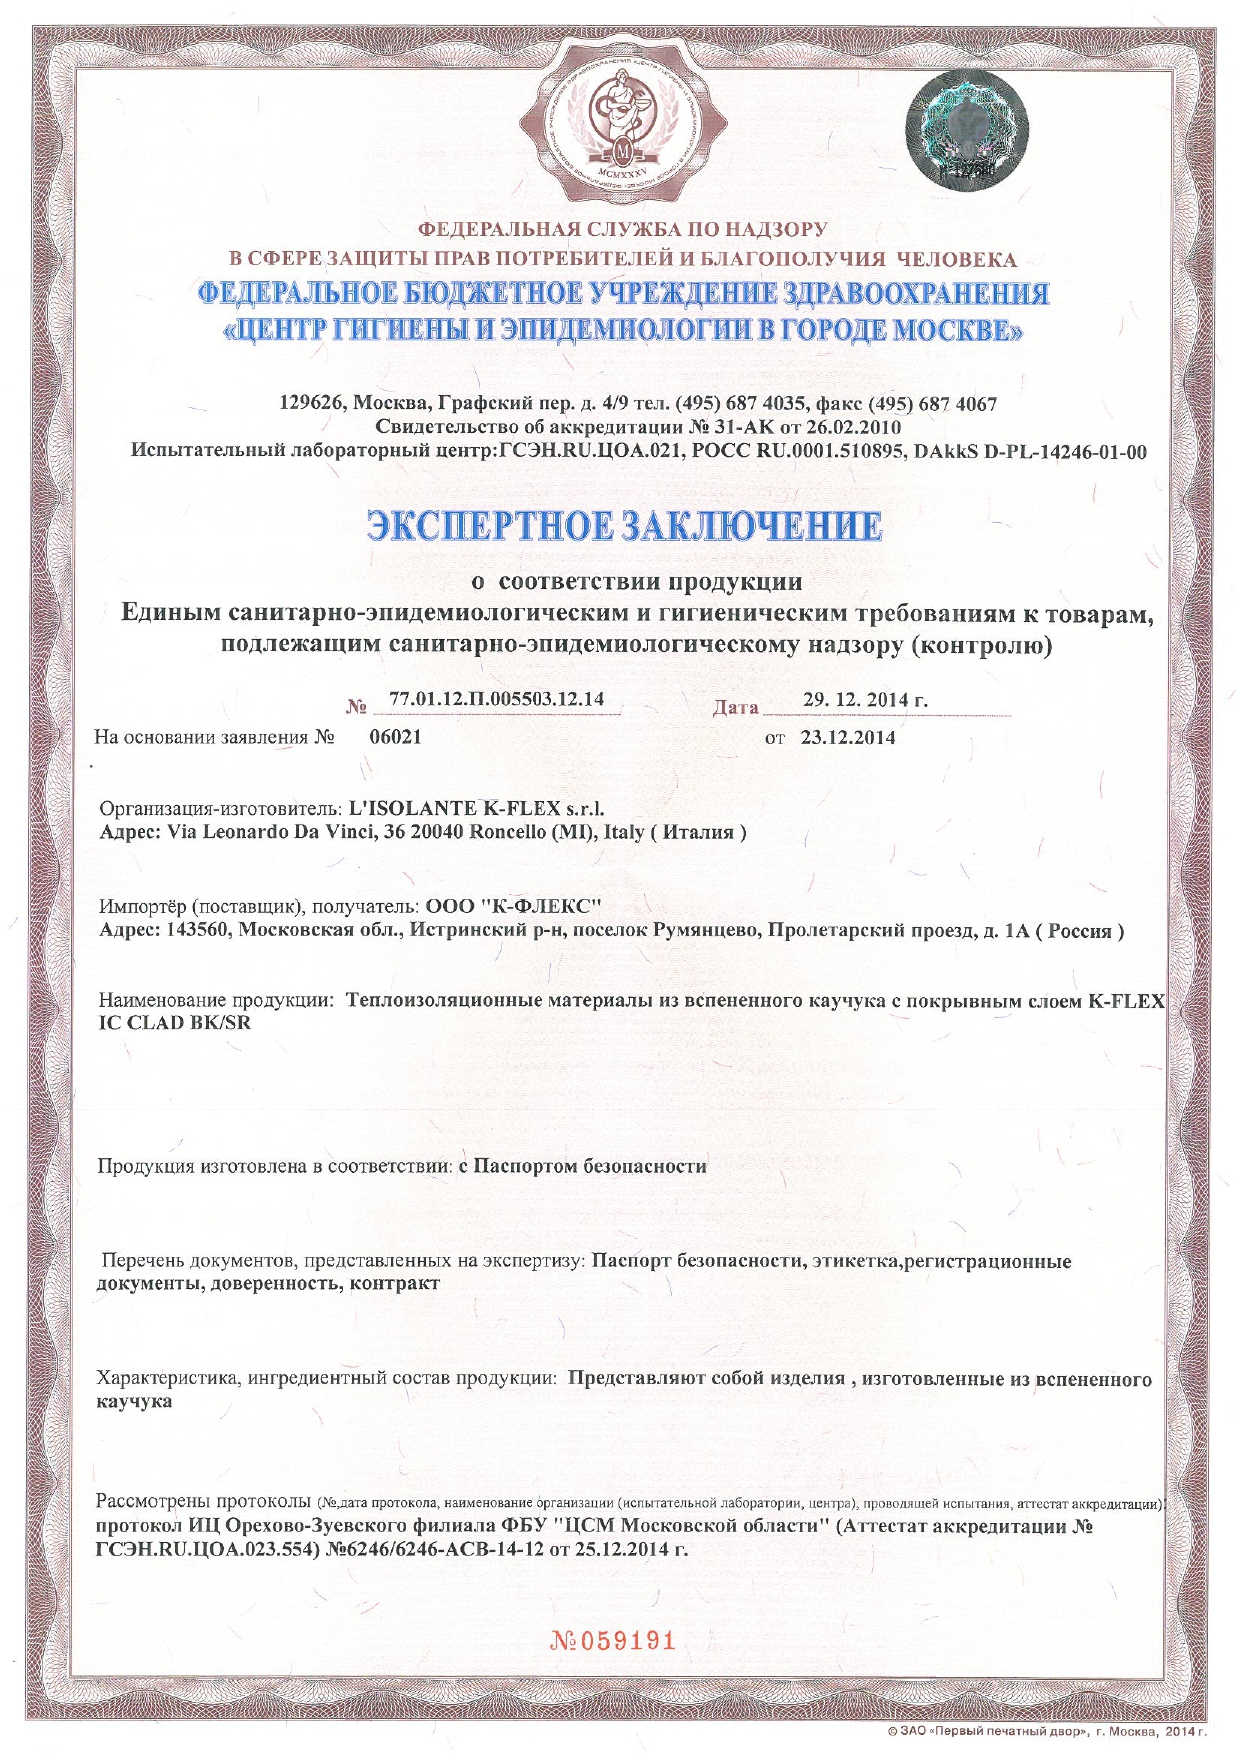 MCMXXXV
М
ФЕДЕРАЛЬНАЯ СЛУЖБА ПО НАДЗОРУ
В СФЕРЕ ЗАЩИТЫ ПРАВ ПОТРЕБИТЕЛЕЙ И БЛАГОПОЛУЧИЯ ЧЕЛОВЕКА
ФЕДЕРАЛЬНОЕ БЮДЖЕТНОЕ УЧРЕЖДЕНИЕ ЗДРАВООХРАНЕНИЯ
«ЦЕНТР ГИГИЕНЫ И ЭПИДЕМИОЛОГИИ В ГОРОДЕ МОСКВЕ»
129626, Москва, Графский пер. д. 4/9 тел. (495) 687 4035, факс (495) 687 4067
Свидетельство об аккредитации № 31-АК от 26.02.2010
Испытательный лабораторный центр:ГСЭН.RU.ЦОА.021, РОСС RU.0001.510895, DAkkS D-PL-14246-01-00
ЭКСПЕРТНОЕ ЗАКЛЮЧЕНИЕ
о соответствии продукции
Единым санитарно-эпидемиологическим и гигиеническим требованиям к товарам,
подлежащим санитарно-эпидемиологическому надзору (контролю)
№ 77.01.12.П.005503.12.14 Дата 29. 12. 2014 г.
На основании заявления № 06021 от 23.12.2014
Организация-изготовитель: L'ISOLANTE K-FLEX s.r.l.
Адрес: Via Leonardo Da Vinci, 36 20040 Roncello (MI), Italy ( Италия )
Импортёр (поставщик), получатель: ООО "К-ФЛЕКС"
Адрес: 143560, Московская обл., Истринский р-н, поселок Румянцево, Пролетарский проезд, д. 1А ( Россия )
Наименование продукции: Теплоизоляционные материалы из вспененного каучука с покрывным слоем K-FLEX
IC CLAD BK/SR
Продукция изготовлена в соответствии: с Паспортом безопасности
Перечень документов, представленных на экспертизу: Паспорт безопасности, этикетка,регистрационные
документы, доверенность, контракт
Характеристика, ингредиентный состав продукции: Представляют собой изделия , изготовленные из вспененного
каучука
Рассмотрены протоколы (№,дата протокола, наименование организации (испытательной лаборатории, центра), проводящей испытания, аттестат аккредитации):
протокол ИЦ Орехово-Зуевского филиала ФБУ "ЦСМ Московской области" (Аттестат аккредитации №
ГСЭН.RU.ЦОА.023.554) №6246/6246-АСВ-14-12 от 25.12.2014 г.
№059191
© ЗАО «Первый печатный двор», г. Москва, 2014 г.